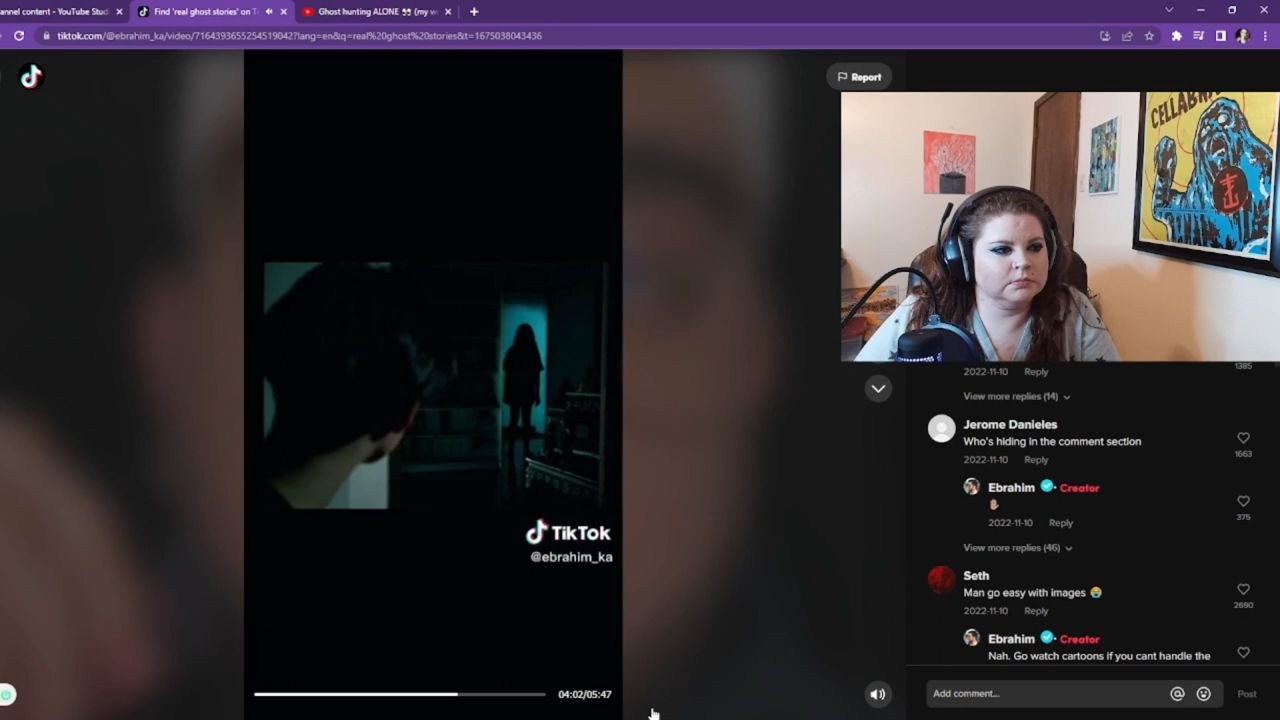 annel content - YouTube Stud
Find 'real ghost stories' on T
Ghost hunting ALONE 👀 (my w
tiktok.com/@ebrahim_ka/video/7164393655254519042?lang=en&q=real%20ghost%20stories&t=1675038043436
Report
CELLABRA
TikTok
@ebrahim_ka
04:02/05:47
2022-11-10 Reply
1385
View more replies (14)
Jerome Danieles
Who's hiding in the comment section
1663
2022-11-10 Reply
Ebrahim · Creator
✋🏽
375
2022-11-10 Reply
View more replies (46)
Seth
Man go easy with images 😭
2690
2022-11-10 Reply
Ebrahim · Creator
Nah. Go watch cartoons if you cant handle the
Add comment...
Post